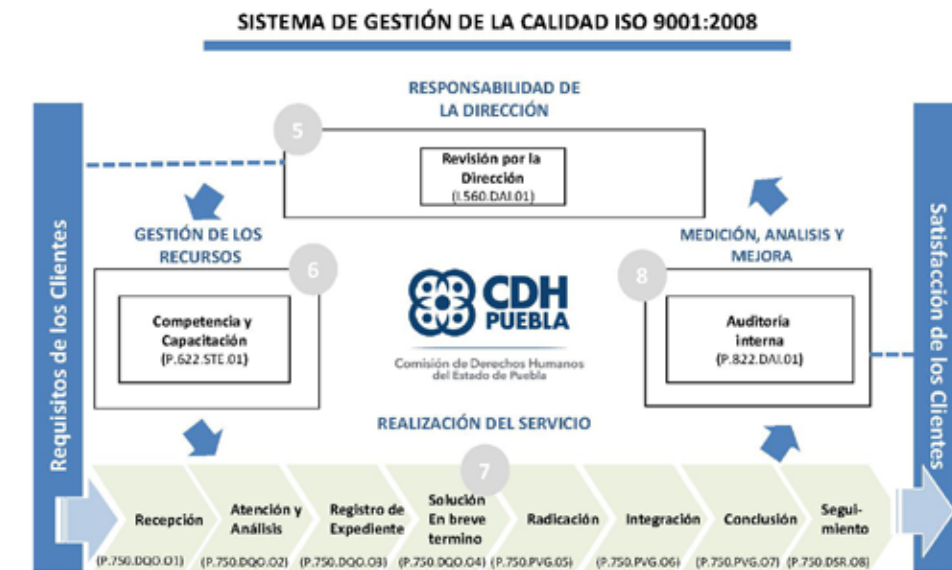 SISTEMA DE GESTIÓN DE LA CALIDAD ISO 9001:2008
RESPONSABILIDAD DE
LA DIRECCIÓN
5
Revisión por la
Dirección
(I.560.DAI.01)
Requisitos de los Clientes
GESTIÓN DE LOS
RECURSOS
6
Competencia y
Capacitación
(P.622.STE.01)
CDH
PUEBLA
Comisión de Derechos Humanos
del Estado de Puebla
MEDICIÓN, ANALISIS Y
MEJORA
8
Auditoría
interna
(P.822.DAI.01)
Satisfacción de los Clientes
REALIZACIÓN DEL SERVICIO
7
Recepción
(P.750.DQO.O1)
Atención y
Análisis
(P.750.DQO.O2)
Registro de
Expediente
(P.750.DQO.O3)
Solución
En breve
termino
(P.750.DQO.O4)
Radicación
(P.750.PVG.05)
Integración
(P.750.PVG.O6)
Conclusión
(P.750.PVG.O7)
Segui-
miento
(P.750.DSR.O8)